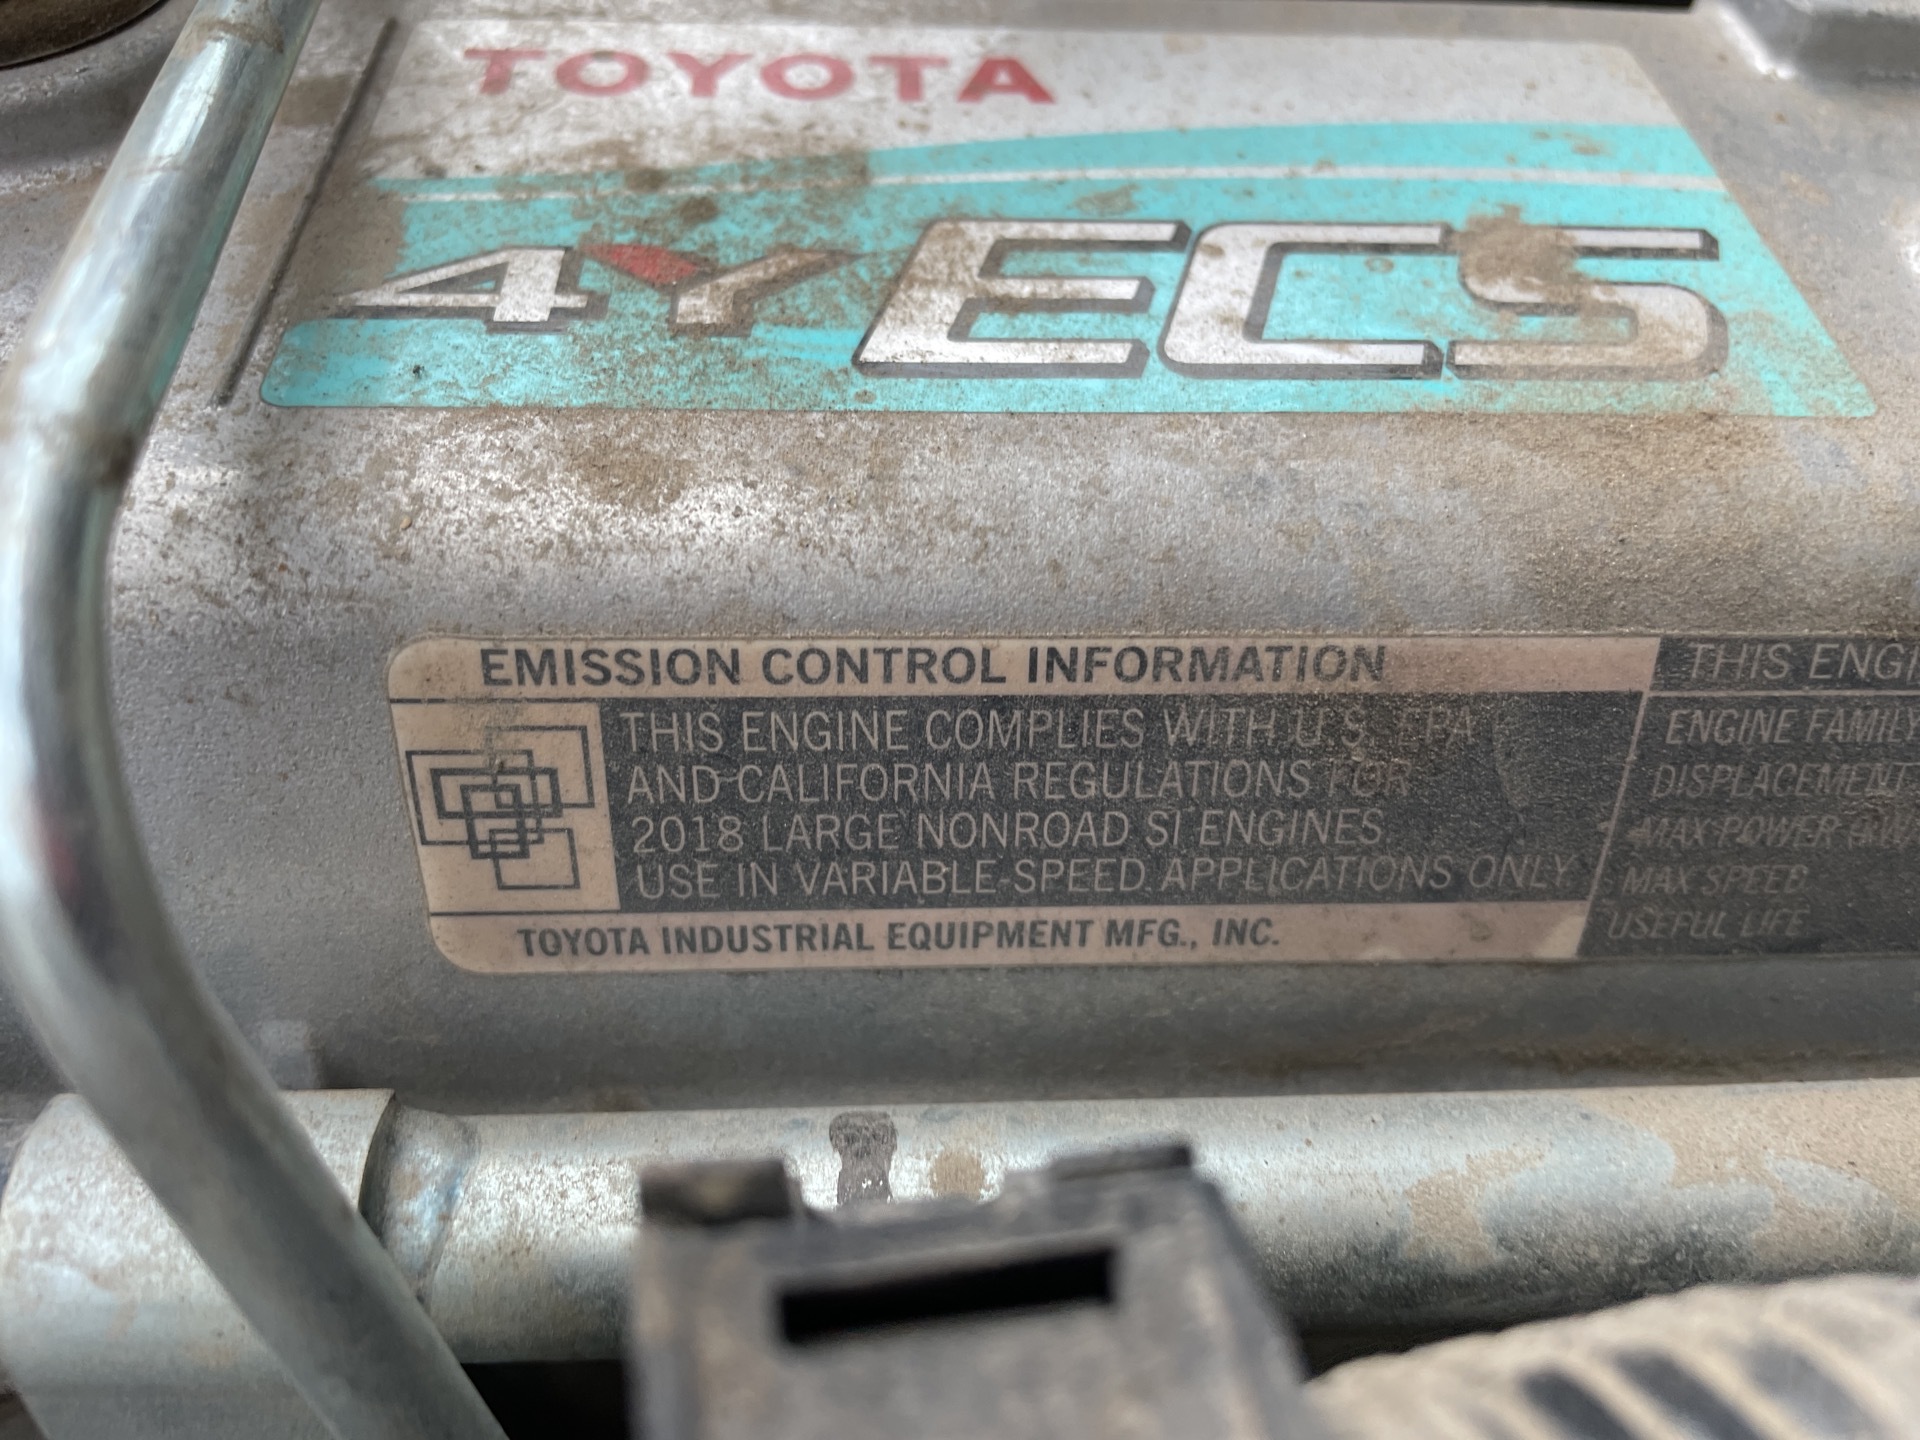 TOYOTA
4Y ECS
EMISSION CONTROL INFORMATION
THIS ENGINE COMPLIES WITH U.S. EPA
AND CALIFORNIA REGULATIONS FOR
2018 LARGE NONROAD SI ENGINES
USE IN VARIABLE-SPEED APPLICATIONS ONLY
TOYOTA INDUSTRIAL EQUIPMENT MFG., INC.
THIS
ENGINE FAMILY
DISPLACEMENT
MAX POWER (kW
MAX SPEED
USEFUL LIFE